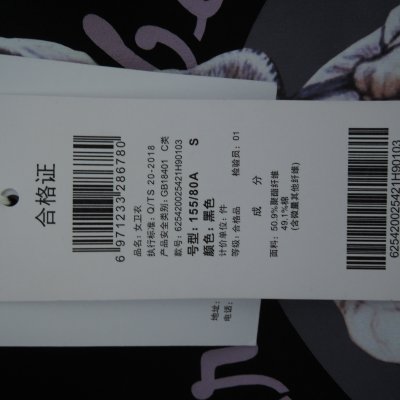 合格证
6 971233 286780
品名：女卫衣
执行标准：Q/TS 20-2018
产品安全类别：GB18401 C类
款号：625420025421H90103
号型：155/80A S
颜色：黑色
计价单位：件
等级：合格品 检验员：01
成 分
面料：50.9%聚酯纤维
49.1%棉
(含微量其他纤维)
625420025421H90103
地址：
电话：